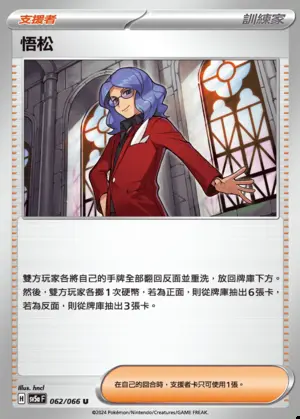 支援者
訓練家
悟松
雙方玩家各將自己的手牌全部翻回反面並重洗,放回牌庫下方。
然後,雙方玩家各擲1次硬幣,若為正面,則從牌庫抽出6張卡,
若為反面,則從牌庫抽出3張卡。
Illus. hncl
H SV5a F 062/066 U
在自己的回合時,支援者卡只可使用1張。
©2024 Pokémon/Nintendo/Creatures/GAME FREAK.